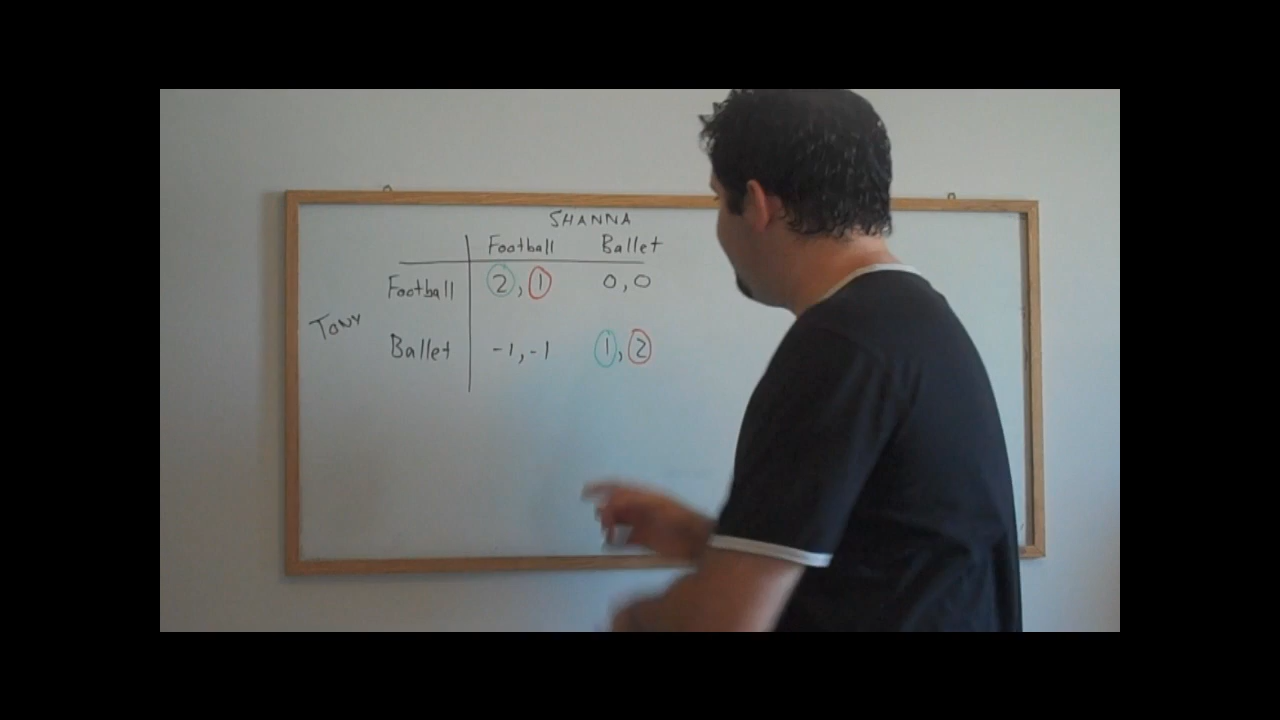 SHANNA
Football Ballet
Football 2, 1 0, 0
TONY
Ballet -1, -1 1, 2